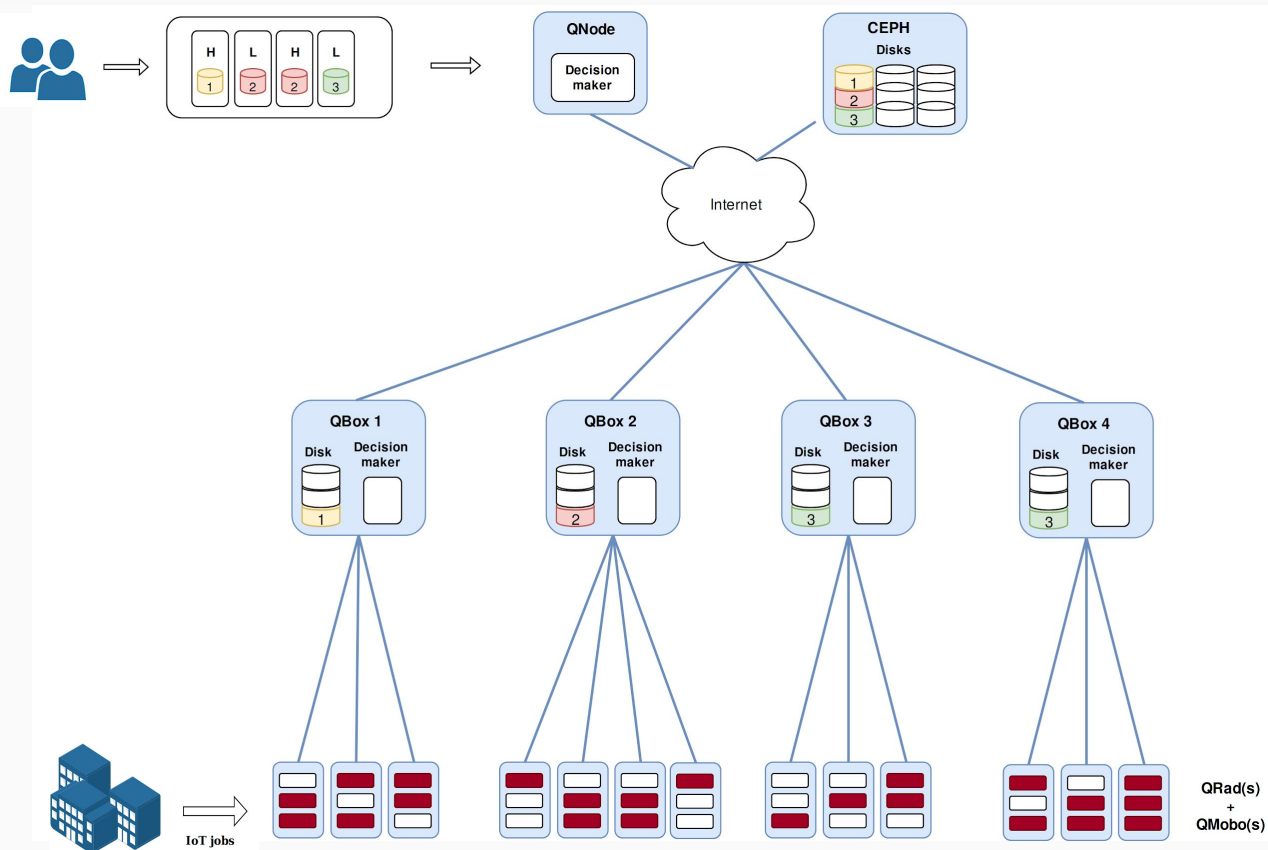 H L H L
1 2 2 3
QNode
Decision
maker
CEPH
Disks
1
2
3
Internet
QBox 1
Disk
Decision
maker
1
QBox 2
Disk
Decision
maker
2
QBox 3
Disk
Decision
maker
3
QBox 4
Disk
Decision
maker
3
IoT jobs
QRad(s)
+
QMobo(s)